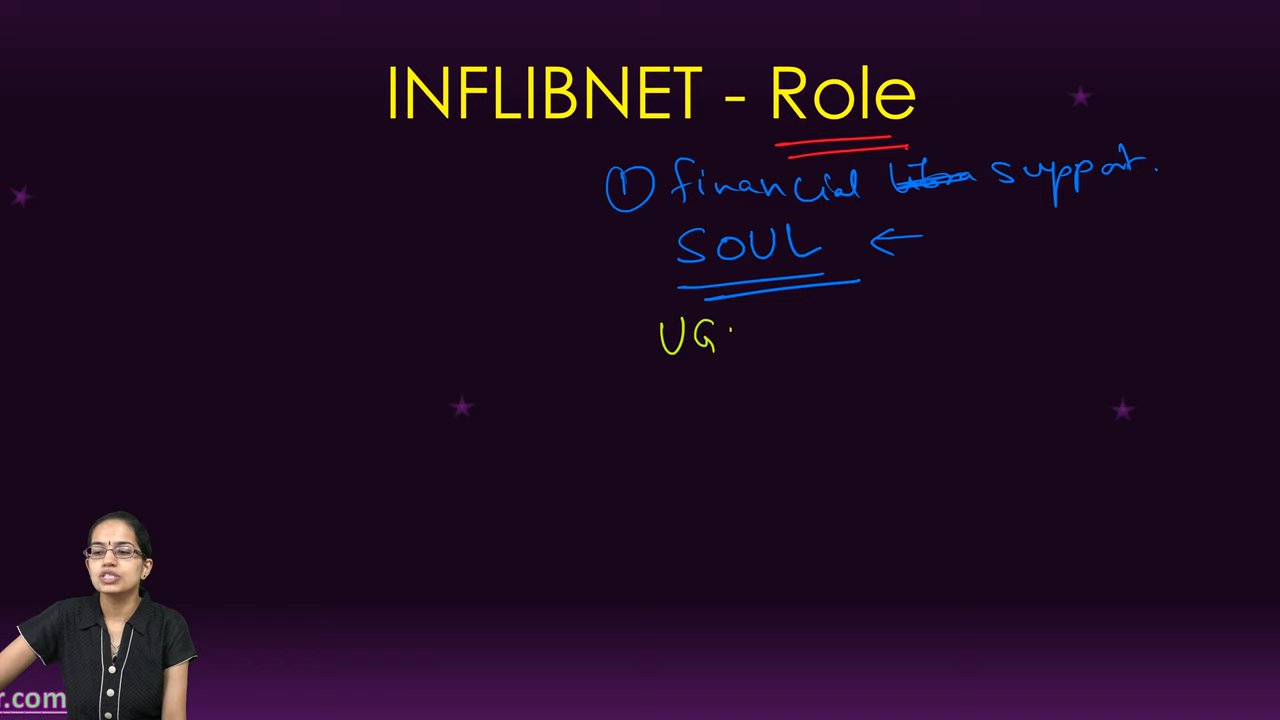 INFLIBNET - Role
① financial support.
SOUL ←
UG
r.com